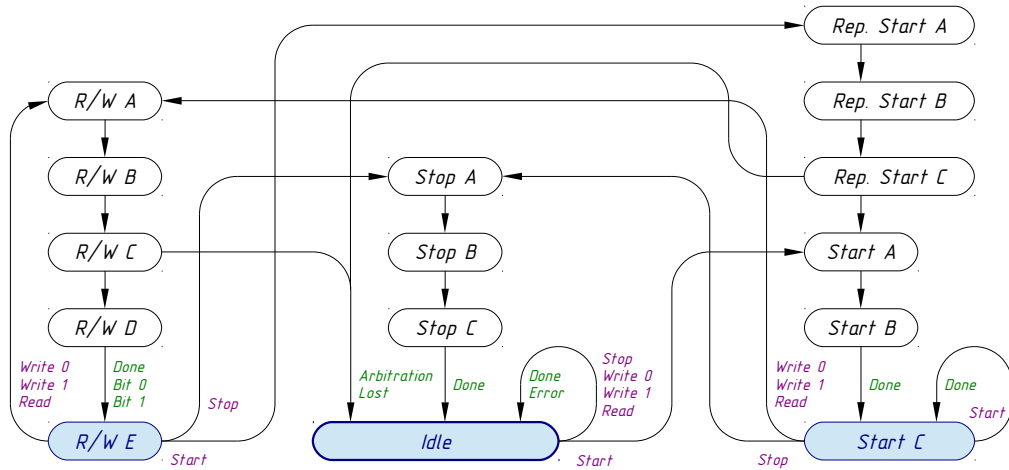 Rep. Start A
R/W A
Rep. Start B
R/W B
Stop A
Rep. Start C
R/W C
Stop B
Start A
R/W D
Stop C
Start B
Write 0
Write 1
Read
Done
Bit 0
Bit 1
Stop
Arbitration
Lost
Done
Done
Error
Stop
Write 0
Write 1
Read
Write 0
Write 1
Read
Done
Done
Start
R/W E
Start
Idle
Start
Stop
Start C